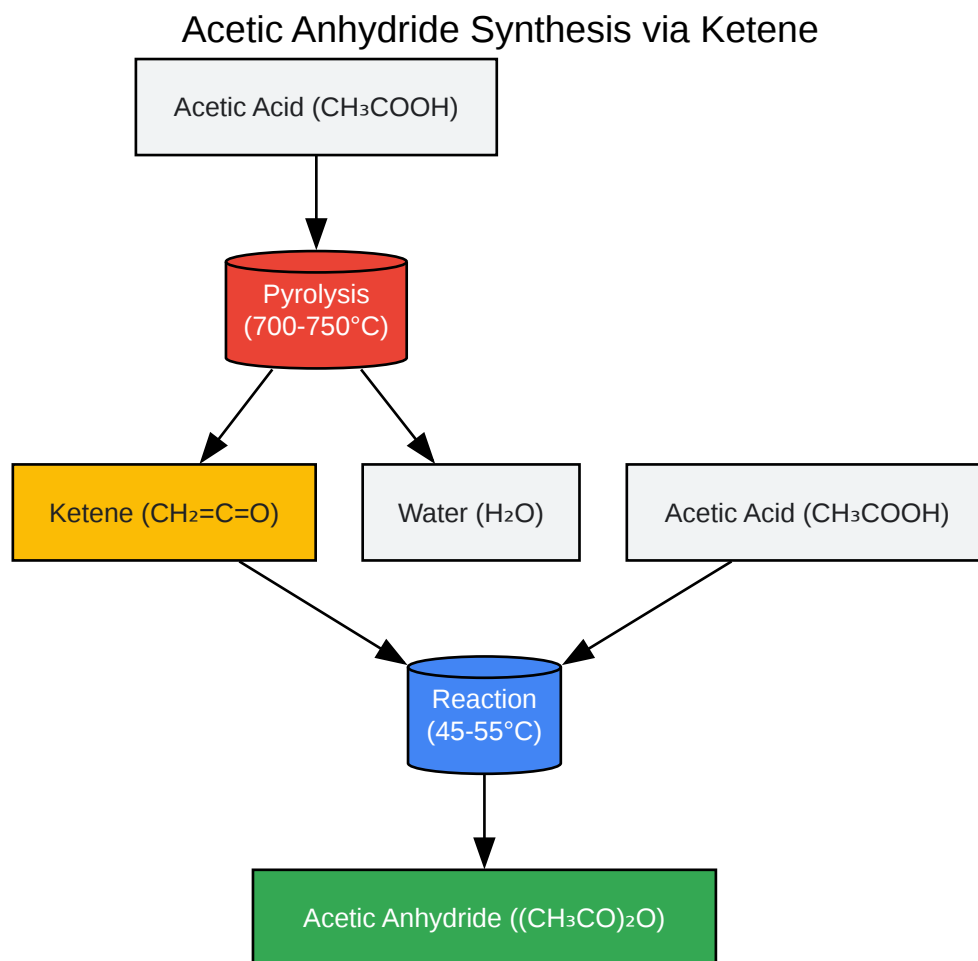 Acetic Anhydride Synthesis via Ketene
Acetic Acid (CH₃COOH)
Pyrolysis
(700-750°C)
Ketene (CH₂=C=O)
Water (H₂O)
Acetic Acid (CH₃COOH)
Reaction
(45-55°C)
Acetic Anhydride ((CH₃CO)₂O)